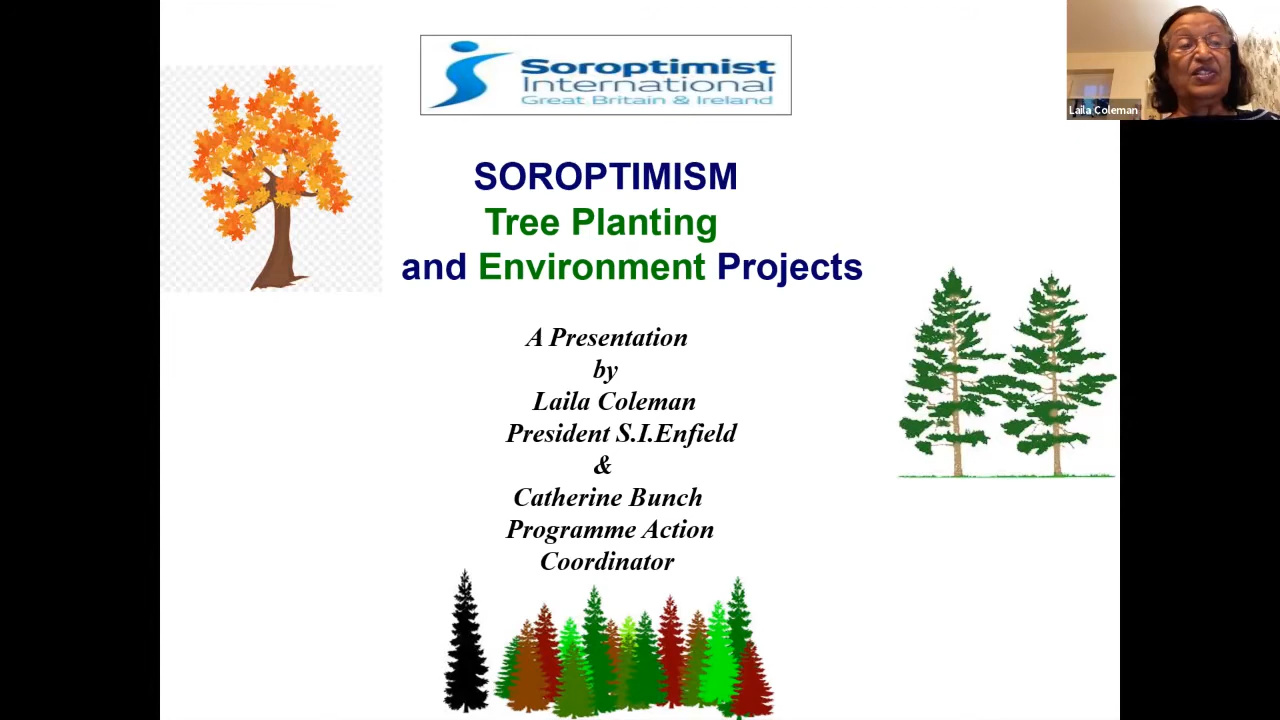 Soroptimist
International
Great Britain & Ireland
Laila Coleman
SOROPTIMISM
Tree Planting
and Environment Projects
A Presentation
by
Laila Coleman
President S.I.Enfield
&
Catherine Bunch
Programme Action
Coordinator